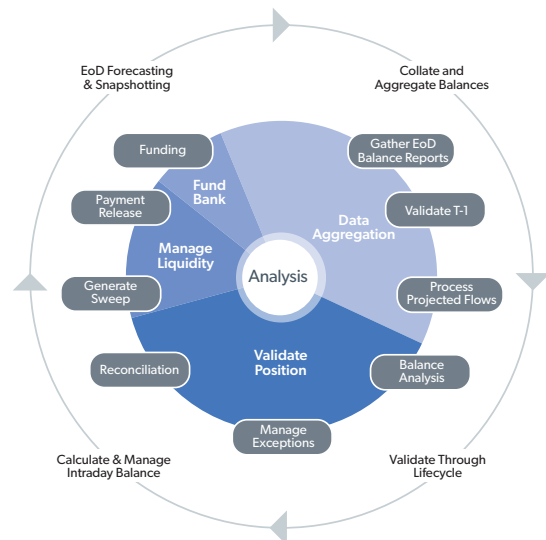 EoD Forecasting
& Snapshotting
Collate and
Aggregate Balances
Funding
Gather EoD
Balance Reports
Fund
Bank
Payment
Release
Validate T-1
Data
Aggregation
Manage
Liquidity
Analysis
Generate
Sweep
Process
Projected Flows
Validate
Position
Reconciliation
Balance
Analysis
Manage
Exceptions
Calculate & Manage
Intraday Balance
Validate Through
Lifecycle